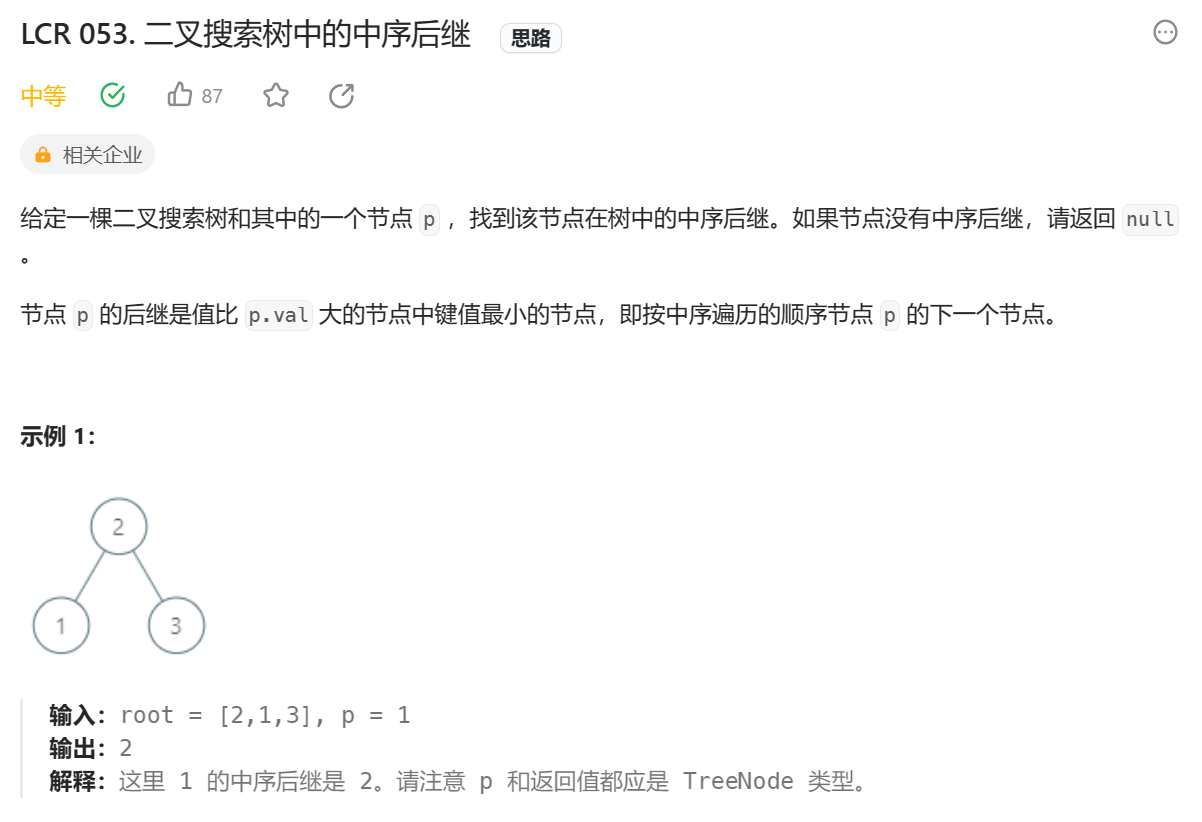 LCR 053. 二叉搜索树中的中序后继 思路
中等 87
相关企业
给定一棵二叉搜索树和其中的一个节点 p ，找到该节点在树中的中序后继。如果节点没有中序后继，请返回 null
。
节点 p 的后继是值比 p.val 大的节点中键值最小的节点，即按中序遍历的顺序节点 p 的下一个节点。
示例 1：
2
1 3
输入：root = [2,1,3], p = 1
输出：2
解释：这里 1 的中序后继是 2。请注意 p 和返回值都应是 TreeNode 类型。